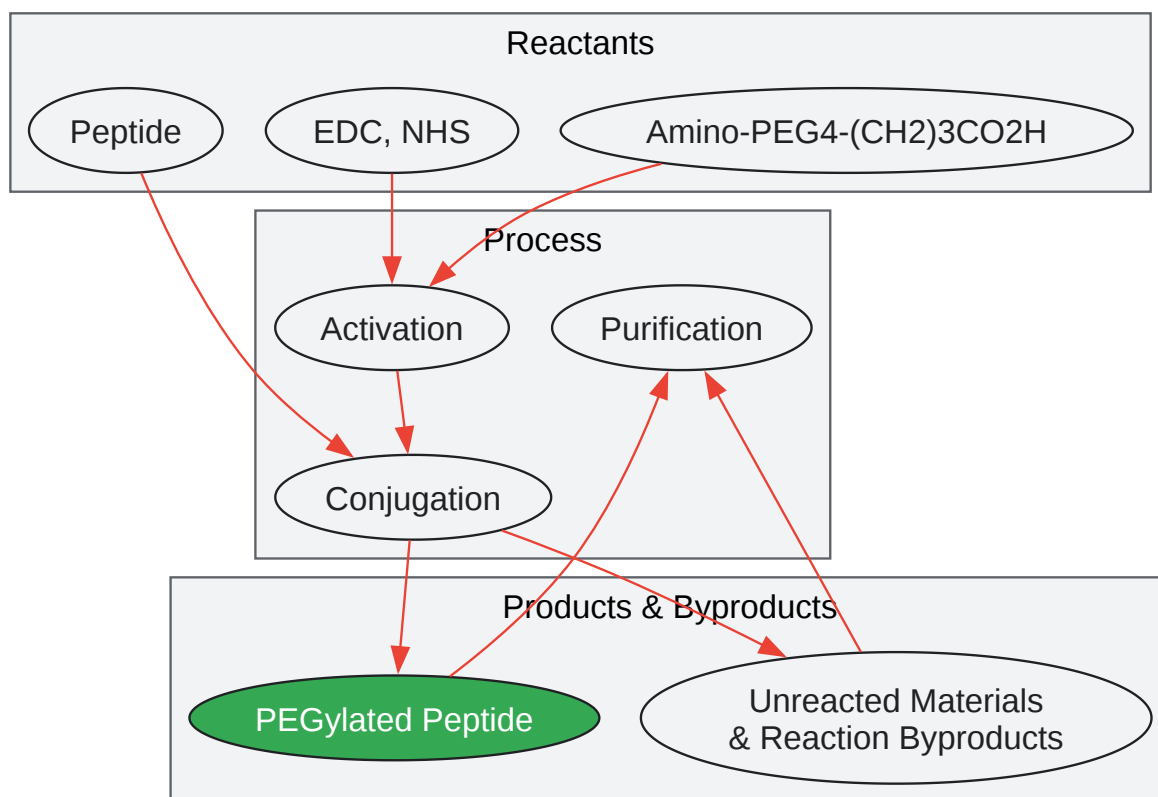 Reactants
Peptide
EDC, NHS
Amino-PEG4-(CH2)3CO2H
Process
Activation
Purification
Conjugation
Products & Byproducts
PEGylated Peptide
Unreacted Materials
& Reaction Byproducts